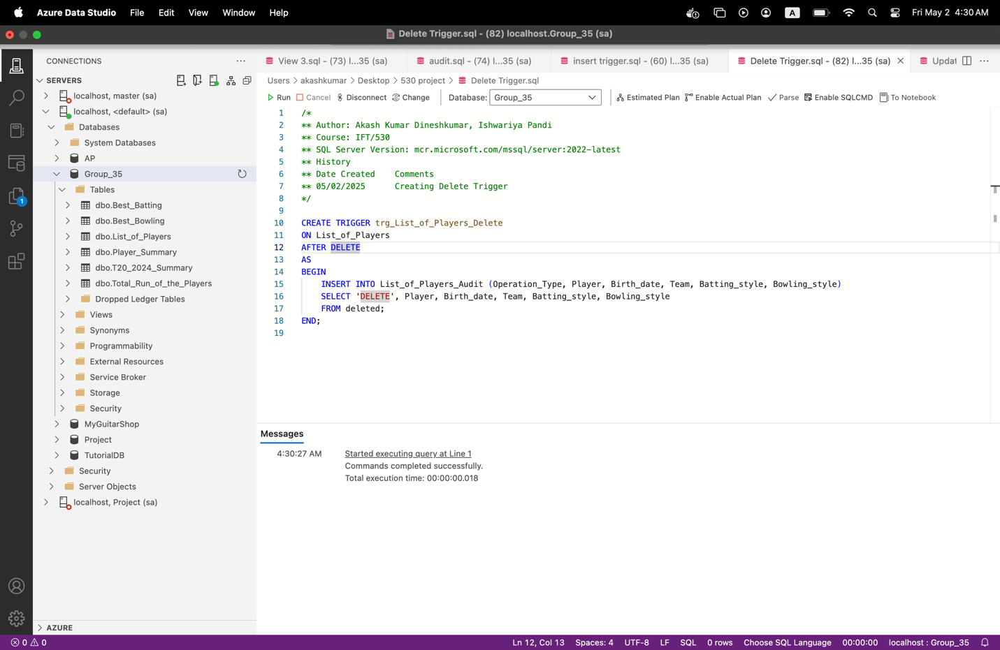 Azure Data Studio File Edit View Window Help
A
Fri May 2 4:30 AM
Delete Trigger.sql - (82) localhost.Group_35 (sa)
CONNECTIONS
SERVERS
localhost, master (sa)
localhost, <default> (sa)
Databases
System Databases
AP
Group_35
Tables
dbo.Best_Batting
dbo.Best_Bowling
dbo.List_of_Players
dbo.Player_Summary
dbo.T20_2024_Summary
dbo.Total_Run_of_the_Players
Dropped Ledger Tables
Views
Synonyms
Programmability
External Resources
Service Broker
Storage
Security
MyGuitarShop
Project
TutorialDB
Security
Server Objects
localhost, Project (sa)
AZURE
1
View 3.sql - (73) l...35 (sa)
audit.sql - (74) l...35 (sa)
insert trigger.sql - (60) l...35 (sa)
Delete Trigger.sql - (82) l...35 (sa)
Updat
Users > akashkumar > Desktop > 530 project > Delete Trigger.sql
Run Cancel Disconnect Change Database: Group_35 Estimated Plan Enable Actual Plan Parse Enable SQLCMD To Notebook
1 /*
2 ** Author: Akash Kumar Dineshkumar, Ishwariya Pandi
3 ** Course: IFT/530
4 ** SQL Server Version: mcr.microsoft.com/mssql/server:2022-latest
5 ** History
6 ** Date Created    Comments
7 ** 05/02/2025      Creating Delete Trigger
8 */
9
10 CREATE TRIGGER trg_List_of_Players_Delete
11 ON List_of_Players
12 AFTER DELETE
13 AS
14 BEGIN
15     INSERT INTO List_of_Players_Audit (Operation_Type, Player, Birth_date, Team, Batting_style, Bowling_style)
16     SELECT 'DELETE', Player, Birth_date, Team, Batting_style, Bowling_style
17     FROM deleted;
18 END;
19
Messages
4:30:27 AM Started executing query at Line 1
Commands completed successfully.
Total execution time: 00:00:00.018
0 0
Ln 12, Col 13 Spaces: 4 UTF-8 LF SQL 0 rows Choose SQL Language 00:00:00 localhost : Group_35